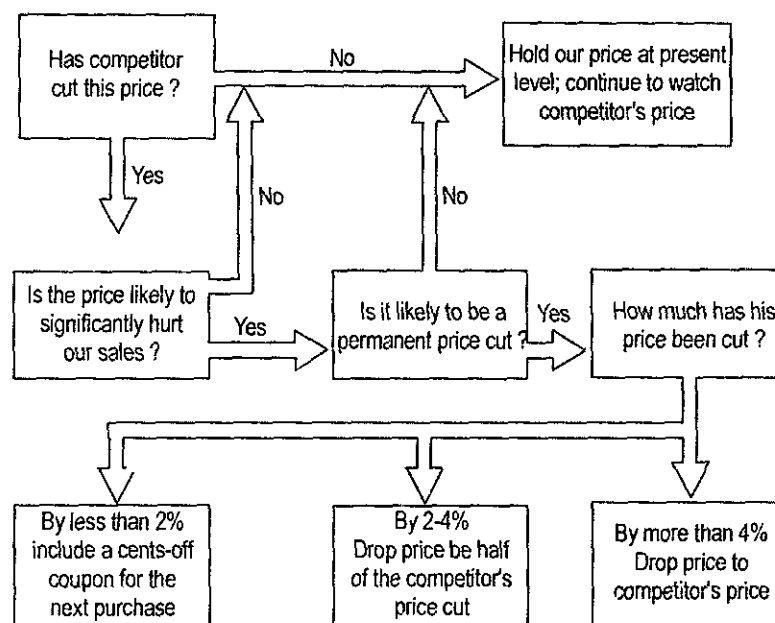 Has competitor
cut this price ?
No
Hold our price at present
level; continue to watch
competitor's price
Yes
No
No
Is the price likely to
significantly hurt
our sales ?
Yes
Is it likely to be a
permanent price cut ?
Yes
How much has his
price been cut ?
By less than 2%
include a cents-off
coupon for the
next purchase
By 2-4%
Drop price be half
of the competitor's
price cut
By more than 4%
Drop price to
competitor's price